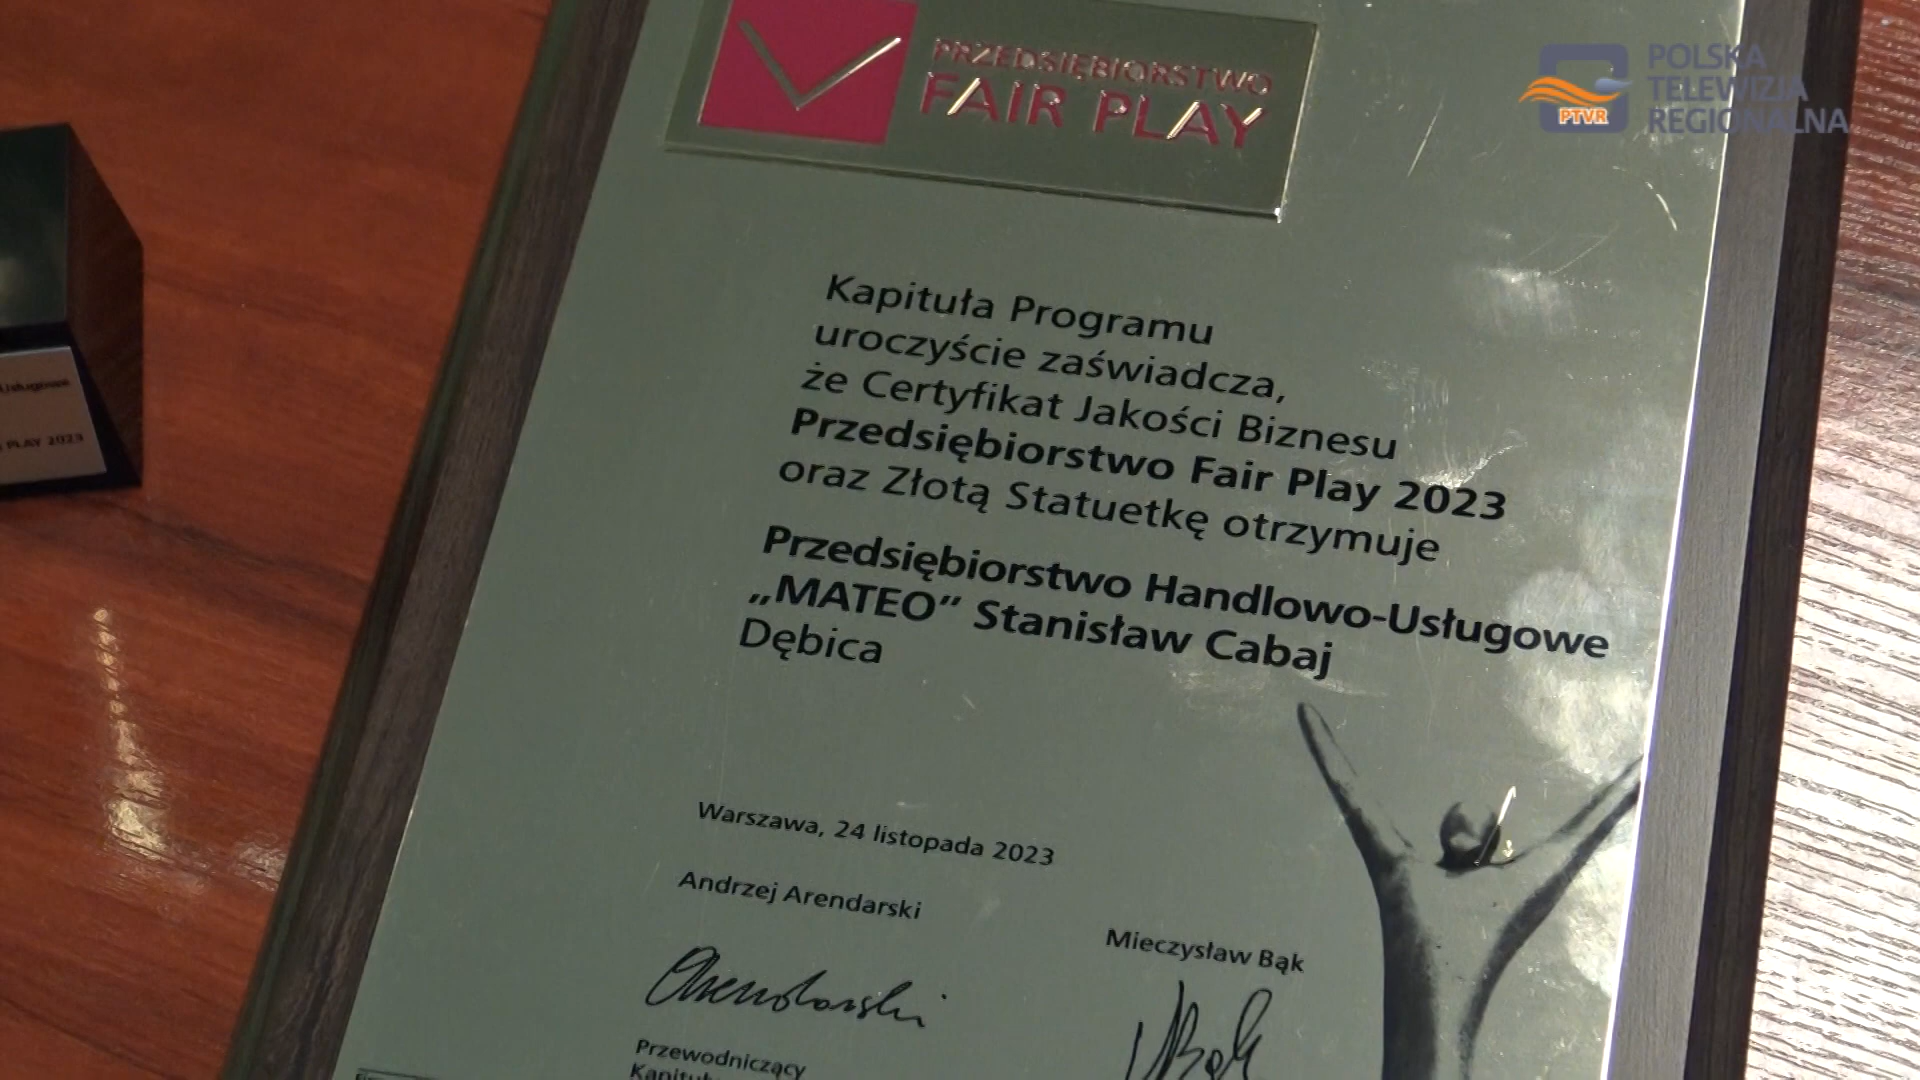 PRZEDSIĘBIORSTWO
FAIR PLAY
POLSKA
TELEWIZJA
REGIONALNA
PTVR
Kapituła Programu
uroczyście zaświadcza,
że Certyfikat Jakości Biznesu
Przedsiębiorstwo Fair Play 2023
oraz Złotą Statuetkę otrzymuje
Przedsiębiorstwo Handlowo-Usługowe
„MATEO” Stanisław Cabaj
Dębica
Warszawa, 24 listopada 2023
Andrzej Arendarski
Mieczysław Bąk
Przewodniczący
Usługowe
PLAY 2023